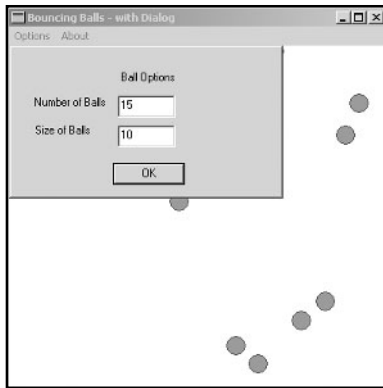 Bouncing Balls - with Dialog
Options About
Ball Options
Number of Balls 15
Size of Balls 10
OK